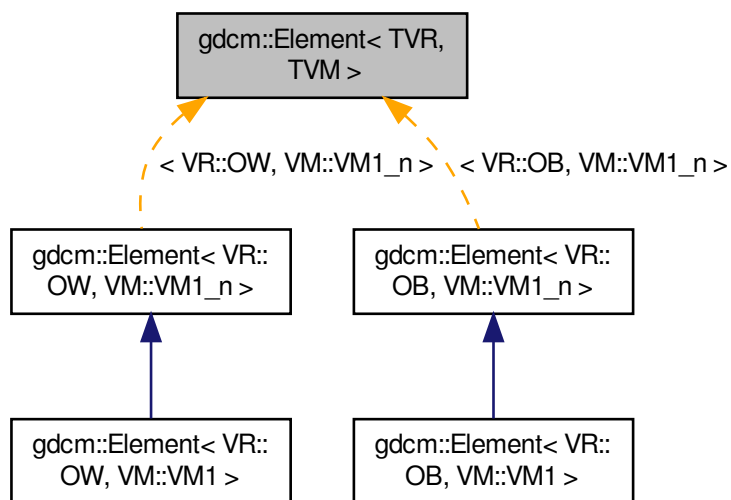 gdcm::Element< TVR,
TVM >
< VR::OW, VM::VM1_n >
< VR::OB, VM::VM1_n >
gdcm::Element< VR::
OW, VM::VM1_n >
gdcm::Element< VR::
OB, VM::VM1_n >
gdcm::Element< VR::
OW, VM::VM1 >
gdcm::Element< VR::
OB, VM::VM1 >